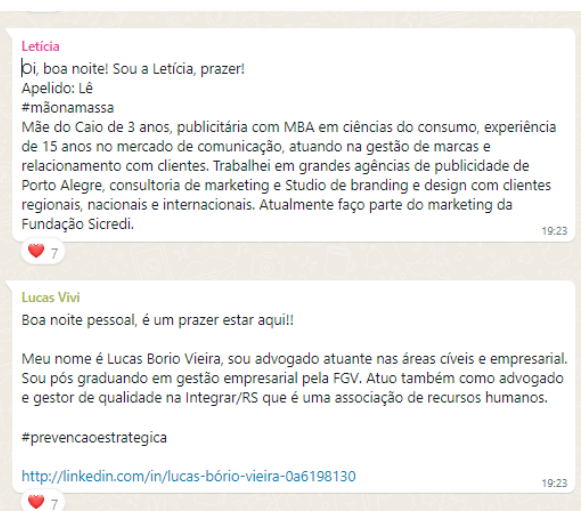 Letícia
Oi, boa noite! Sou a Letícia, prazer!
Apelido: Lê
#mãonamassa
Mãe do Caio de 3 anos, publicitária com MBA em ciências do consumo, experiência
de 15 anos no mercado de comunicação, atuando na gestão de marcas e
relacionamento com clientes. Trabalhei em grandes agências de publicidade de
Porto Alegre, consultoria de marketing e Studio de branding e design com clientes
regionais, nacionais e internacionais. Atualmente faço parte do marketing da
Fundação Sicredi.
19:23
7
Lucas Vivi
Boa noite pessoal, é um prazer estar aqui!!
Meu nome é Lucas Borio Vieira, sou advogado atuante nas áreas cíveis e empresarial.
Sou pós graduando em gestão empresarial pela FGV. Atuo também como advogado
e gestor de qualidade na Integrar/RS que é uma associação de recursos humanos.
#prevencaoestrategica
http://linkedin.com/in/lucas-bório-vieira-0a6198130
19:23
7